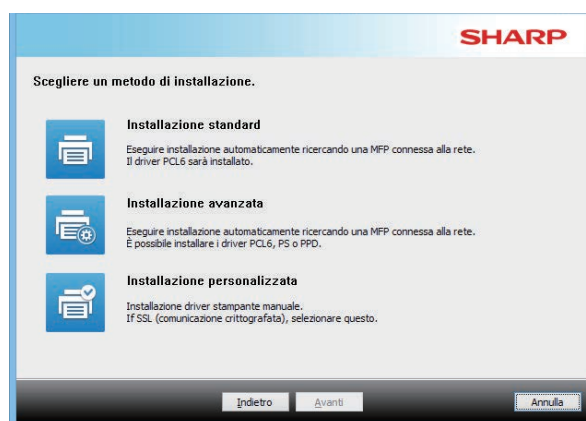 SHARP
Scegliere un metodo di installazione.
Installazione standard
Eseguire installazione automaticamente ricercando una MFP connessa alla rete.
Il driver PCL6 sarà installato.
Installazione avanzata
Eseguire installazione automaticamente ricercando una MFP connessa alla rete.
È possibile installare i driver PCL6, PS o PPD.
Installazione personalizzata
Installazione driver stampante manuale.
If SSL (comunicazione crittografata), selezionare questo.
Indietro Avanti Annulla